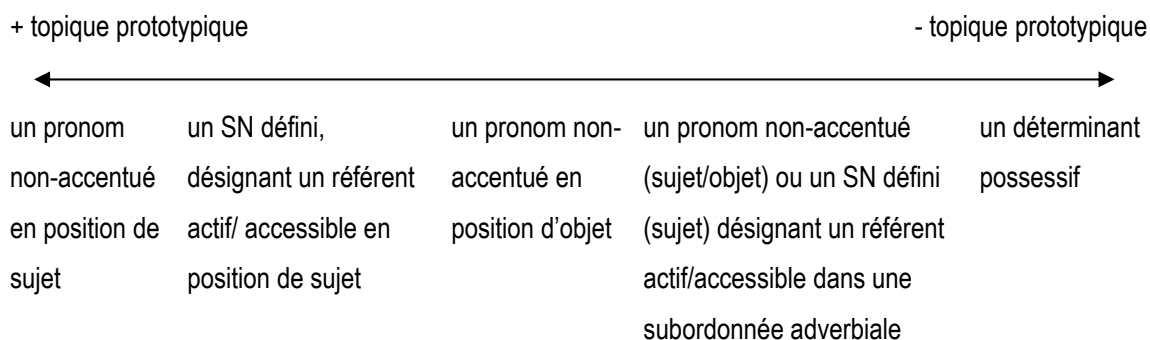 + topique prototypique - topique prototypique
un pronom
non-accentué
en position de
sujet
un SN défini,
désignant un référent
actif/ accessible en
position de sujet
un pronom non-
accentué en
position d'objet
un pronom non-accentué
(sujet/objet) ou un SN défini
(sujet) désignant un référent
actif/accessible dans une
subordonnée adverbiale
un déterminant
possessif